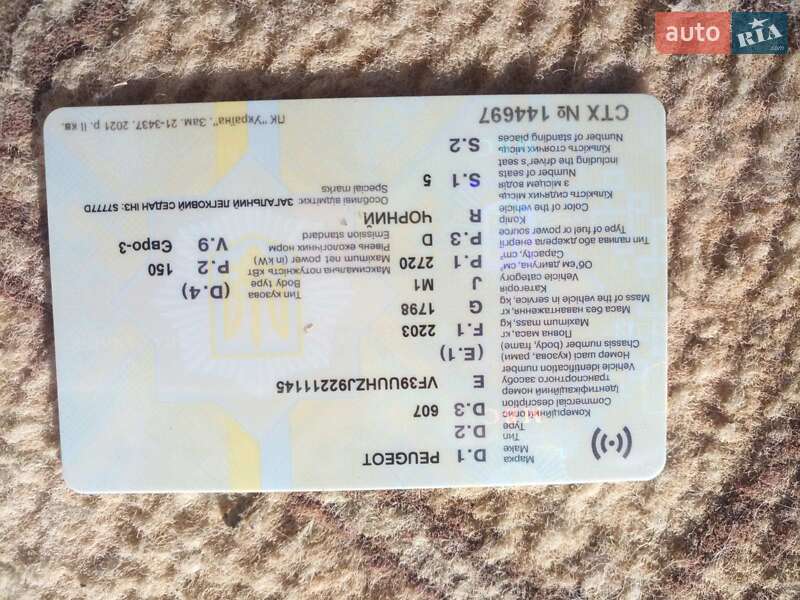 auto RIA.com
Марка
Make D.1 PEUGEOT
Тип
Type D.2
Комерційний опис
Commercial description D.3 607
Ідентифікаційний номер
транспортного засобу
Vehicle identification number E VF39UUHZJ92211145
Номер шасі (кузова, рами)
Chassis number (body, frame) (E.1)
Повна маса, кг
Maximum mass, kg F.1 2203
Маса без навантаження, кг
Mass of the vehicle in service, kg G 1798
Категорія
Vehicle category J M1
Тип кузова
Body type (D.4)
Об'єм двигуна, см³
Capacity, cm³ P.1 2720
Максимальна потужність кВт
Maximum net power (in kW) P.2 150
Тип палива або джерела енергії
Type of fuel or power source P.3 D
Рівень екологічних норм
Emission standard V.9 Євро-3
Колір
Color of the vehicle R ЧОРНИЙ
Кількість сидячих місць
з місцем водія
Number of seats
including the driver's seat S.1 5
Особливі відмітки: ЗАГАЛЬНИЙ ЛЕГКОВИЙ СЕДАН ІНЗ: S7777D
Special marks
Кількість стоячих місць
Number of standing places S.2
СТХ № 144697
ПК "Україна". Зам. 21-3437. 2021 р. ІІ кв.